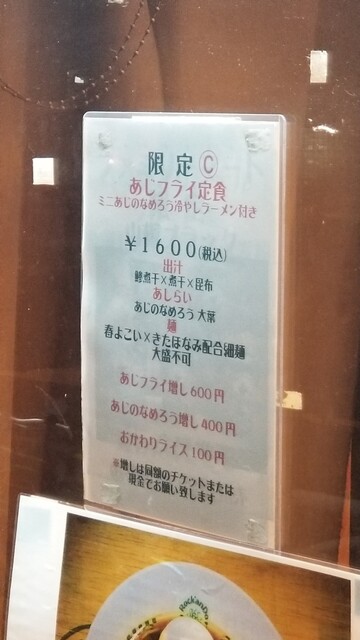 限定Ⓒ
あじフライ定食
ミニあじのなめろう冷やしラーメン付き
￥1600(税込)
出汁
鯵煮干×煮干×昆布
あしらい
あじのなめろう 大葉
麺
春よこい×きたほなみ配合細麺
大盛不可
あじフライ増し600円
あじのなめろう増し400円
おかわりライス100円
※増しは同額のチケットまたは
現金でお願い致します
Rock'anDo